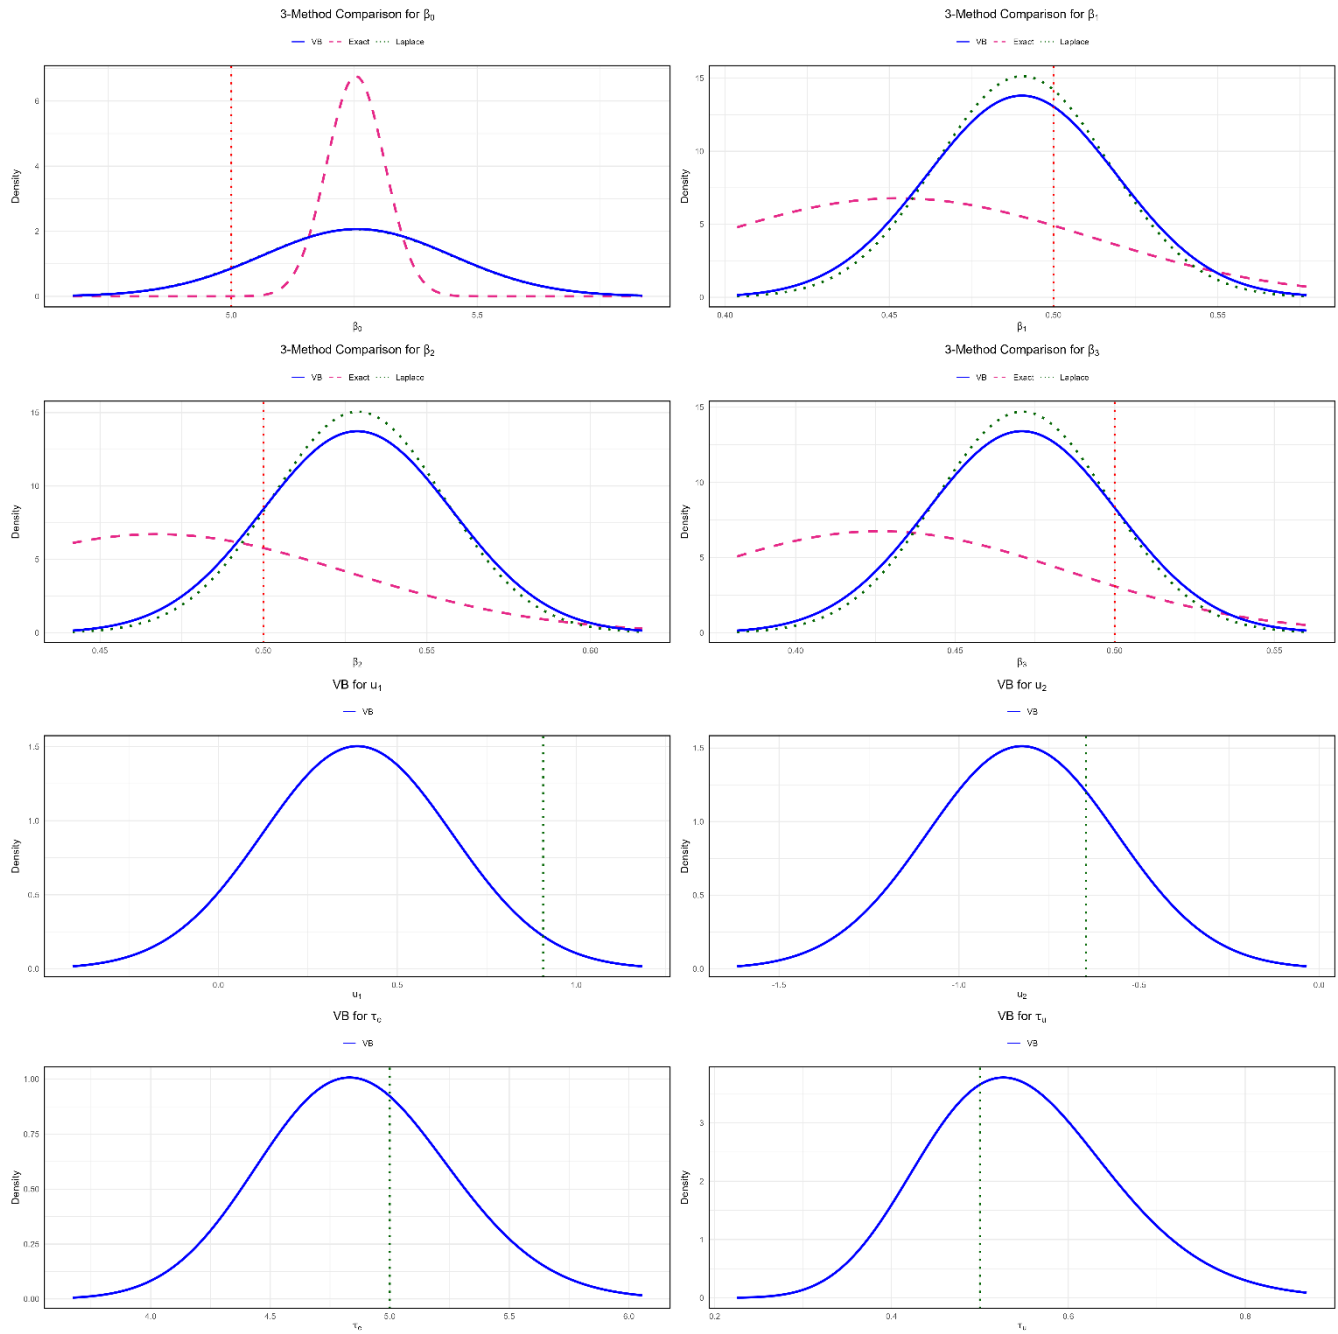 3-Method Comparison for β0
VB Exact Laplace
Density
0
2
4
6
5.0
5.5
β0
3-Method Comparison for β1
VB Exact Laplace
Density
0
5
10
15
0.40
0.45
0.50
0.55
β1
3-Method Comparison for β2
VB Exact Laplace
Density
0
5
10
15
0.45
0.50
0.55
0.60
β2
3-Method Comparison for β3
VB Exact Laplace
Density
0
5
10
15
0.40
0.45
0.50
0.55
β3
VB for u1
VB
Density
0.0
0.5
1.0
1.5
0.0
0.5
1.0
u1
VB for u2
VB
Density
0.0
0.5
1.0
1.5
-1.5
-1.0
-0.5
0.0
u2
VB for τe
VB
Density
0.00
0.25
0.50
0.75
1.00
4.0
4.5
5.0
5.5
6.0
τe
VB for τu
VB
Density
0
1
2
3
0.2
0.4
0.6
0.8
τu